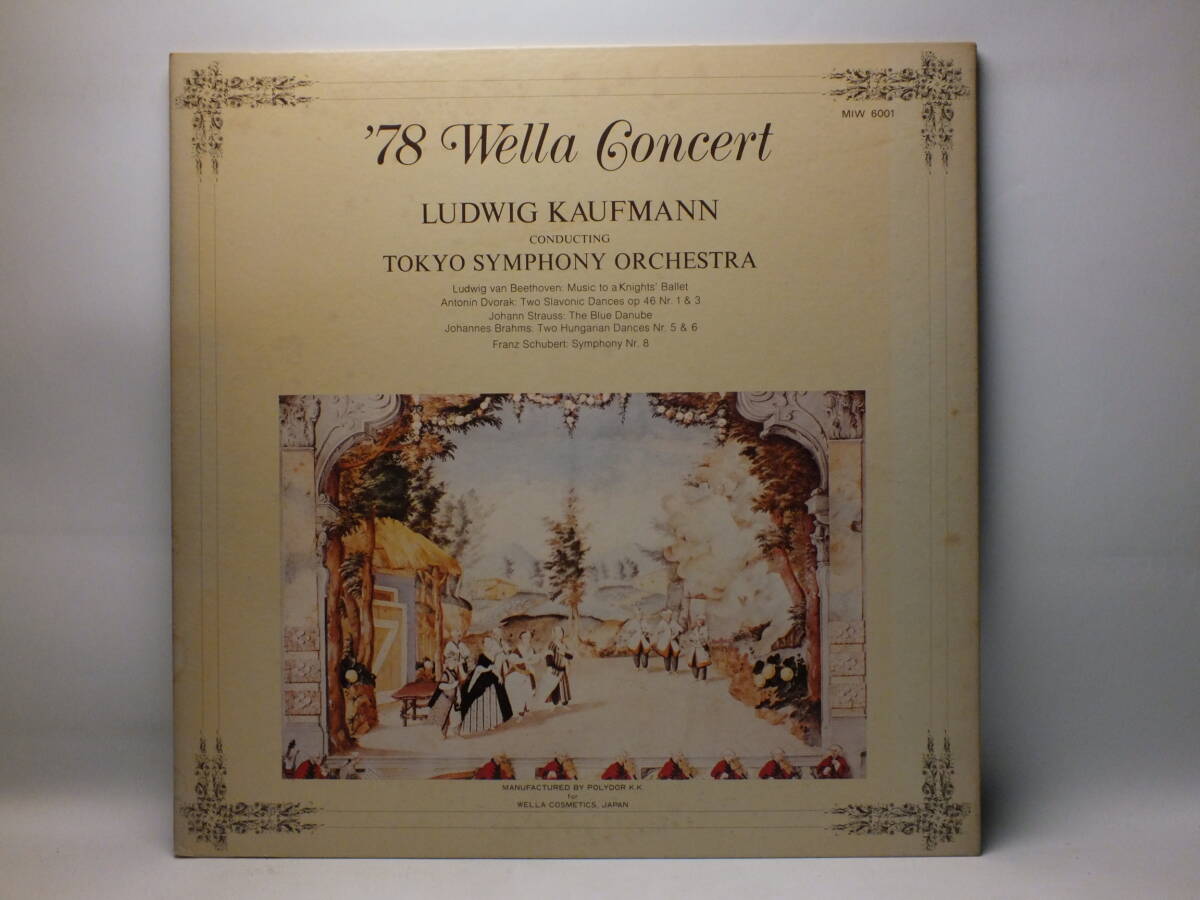 MIW 6001
'78 Wella Concert
LUDWIG KAUFMANN
CONDUCTING
TOKYO SYMPHONY ORCHESTRA
Ludwig van Beethoven: Music to a Knights' Ballet
Antonin Dvorak: Two Slavonic Dances op 46 Nr. 1 & 3
Johann Strauss: The Blue Danube
Johannes Brahms: Two Hungarian Dances Nr. 5 & 6
Franz Schubert: Symphony Nr. 8
MANUFACTURED BY POLYDOR K.K.
for
WELLA COSMETICS, JAPAN